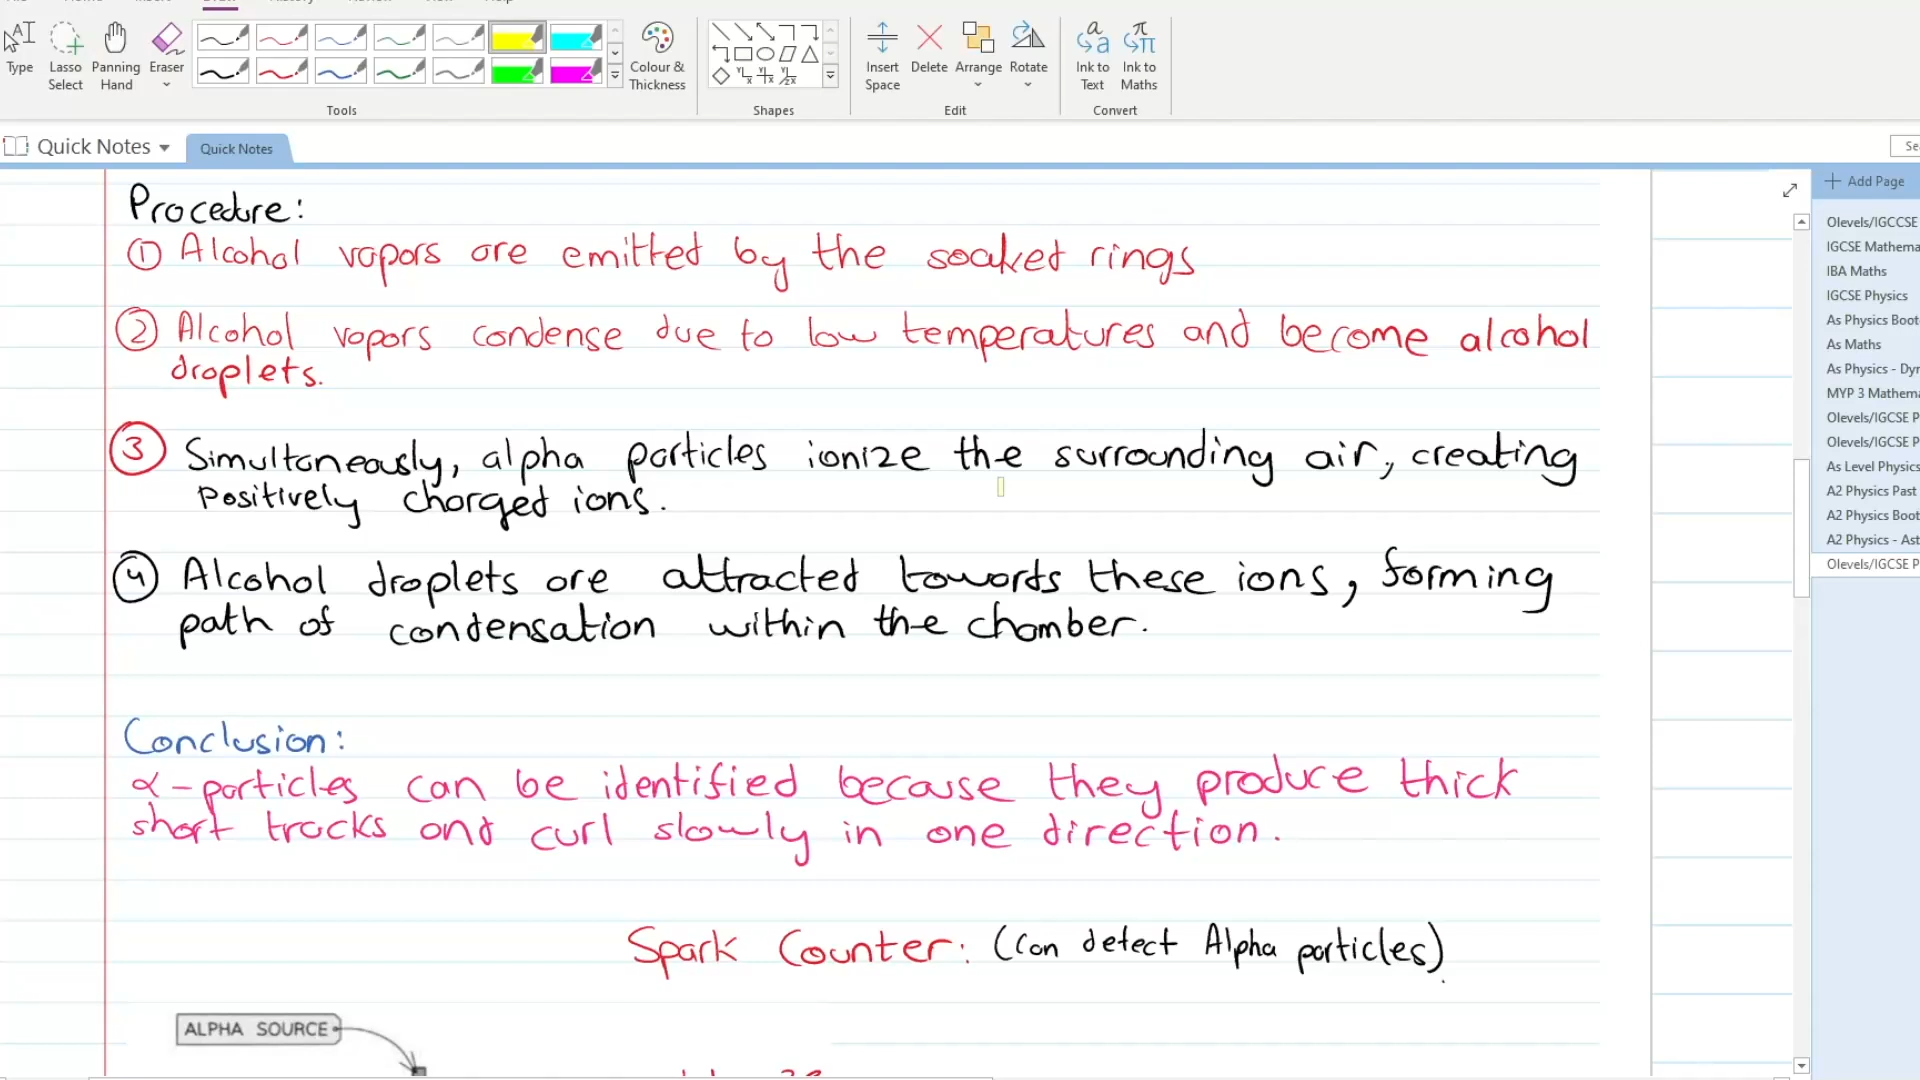 Type
Lasso Select
Panning Hand
Eraser
Colour & Thickness
Tools
Shapes
Insert Space
Delete
Arrange
Rotate
Edit
Ink to Text
Ink to Maths
Convert
Quick Notes
Quick Notes
Add Page
Procedure:
① Alcohol vapors are emitted by the soaked rings
② Alcohol vapors condense due to low temperatures and become alcohol
droplets.
③ Simultaneously, alpha particles ionize the surrounding air, creating
positively charged ions.
④ Alcohol droplets are attracted towards these ions, forming
path of condensation within the chamber.
Conclusion:
α-particles can be identified because they produce thick
short tracks and curl slowly in one direction.
Spark Counter: (Can detect Alpha particles).
ALPHA SOURCE
Olevels/IGCCSE
IGCSE Mathema
IBA Maths
IGCSE Physics
As Physics Boot
As Maths
As Physics - Dyn
MYP 3 Mathema
Olevels/IGCSE P
Olevels/IGCSE P
As Level Physics
A2 Physics Past
A2 Physics Boot
A2 Physics - Ast
Olevels/IGCSE P